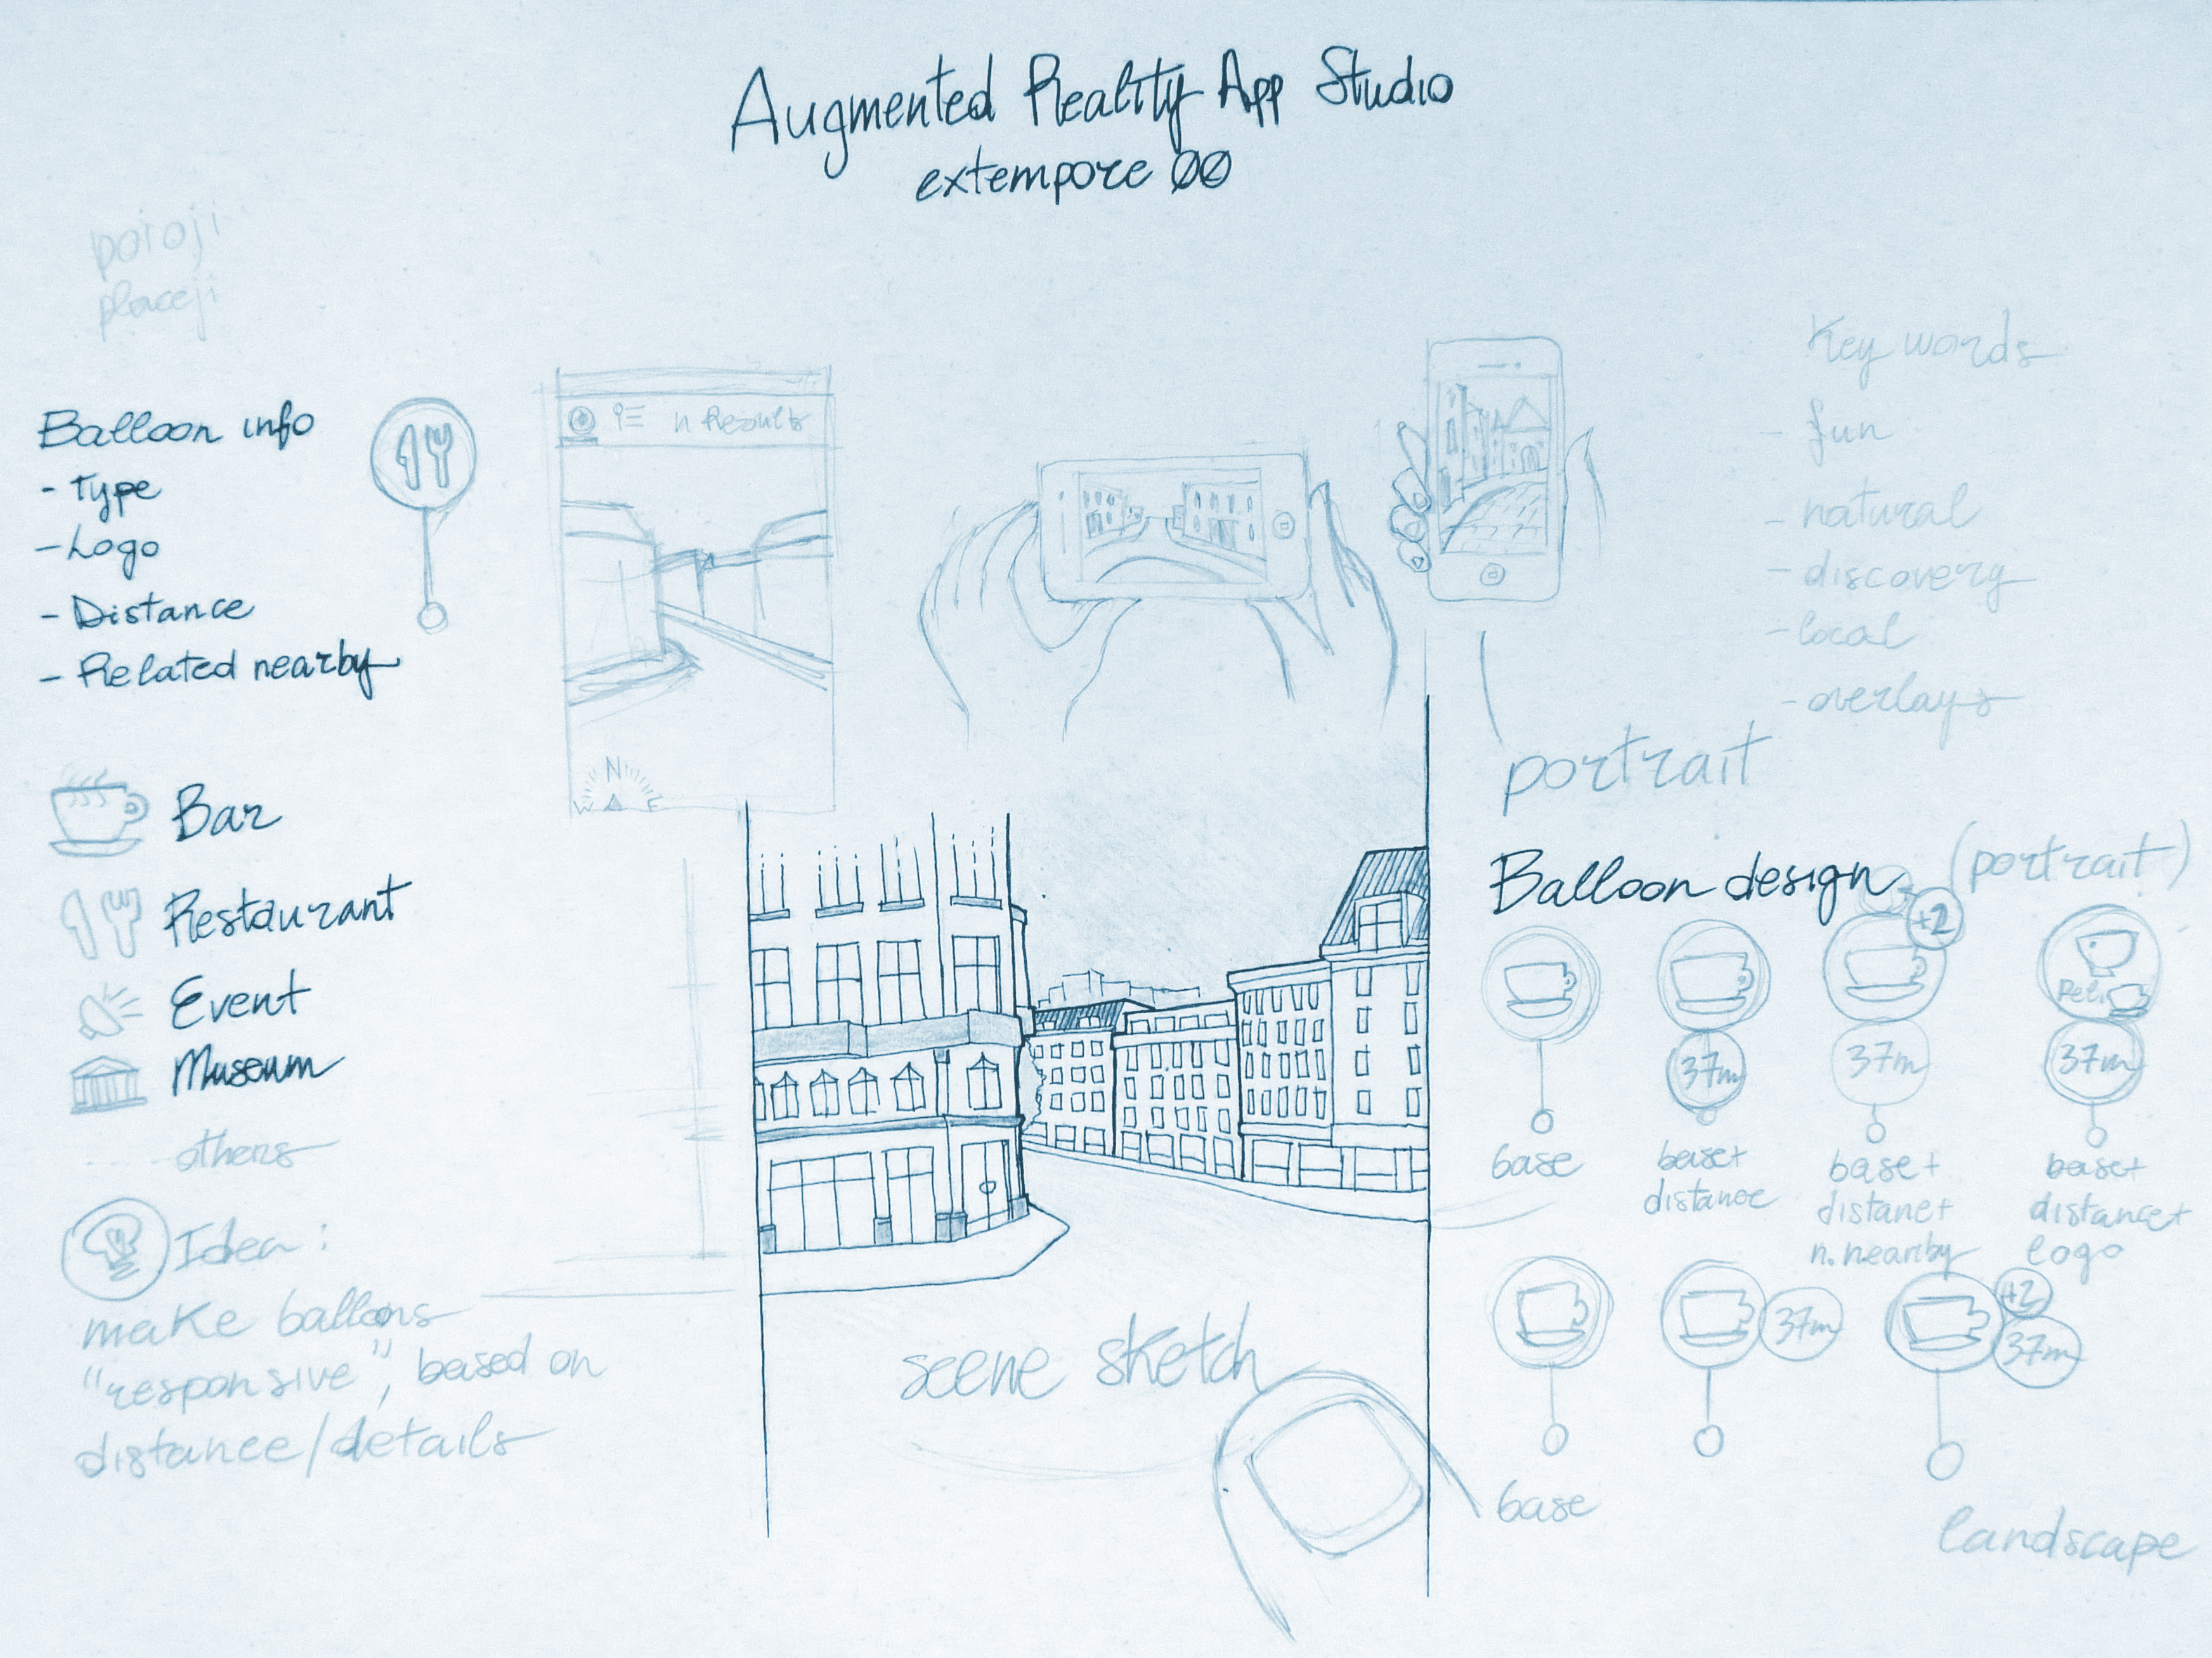 Augmented Reality App Studio
extempore 00
poioji
placeji
Balloon info
- Type
- Logo
- Distance
- Related nearby
Bar
Restaurant
Event
Museum
others
Idea :
make ballons
"responsive", based on
distance/details
n Results
N
W E
scene sketch
Key words
- fun
- natural
- discovery
- local
- overlays
portrait
Balloon design (portrait)
+2
37m
37m
37m
base
base+
distance
base+
distane+
n. nearby
base+
distance+
logo
37m
+2
37m
base
landscape